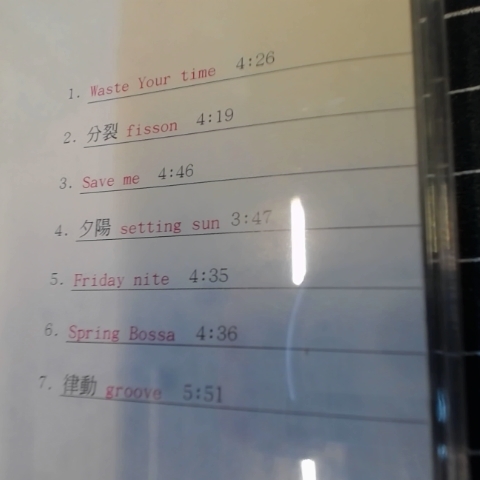 1. Waste Your time 4:26
2. 分裂 fisson 4:19
3. Save me 4:46
4. 夕陽 setting sun 3:47
5. Friday nite 4:35
6. Spring Bossa 4:36
7. 律動 groove 5:51